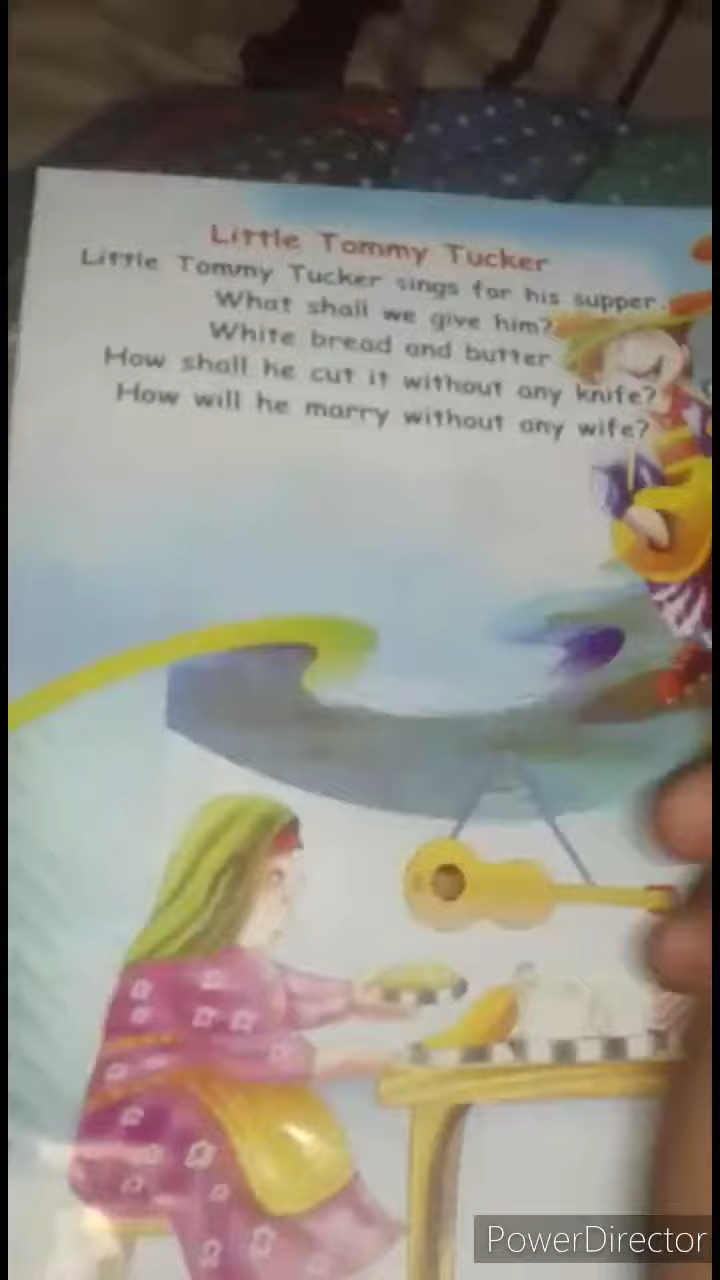 Little Tommy Tucker
Little Tommy Tucker sings for his supper.
What shall we give him?
White bread and butter
How shall he cut it without any knife?
How will he marry without any wife?
PowerDirector